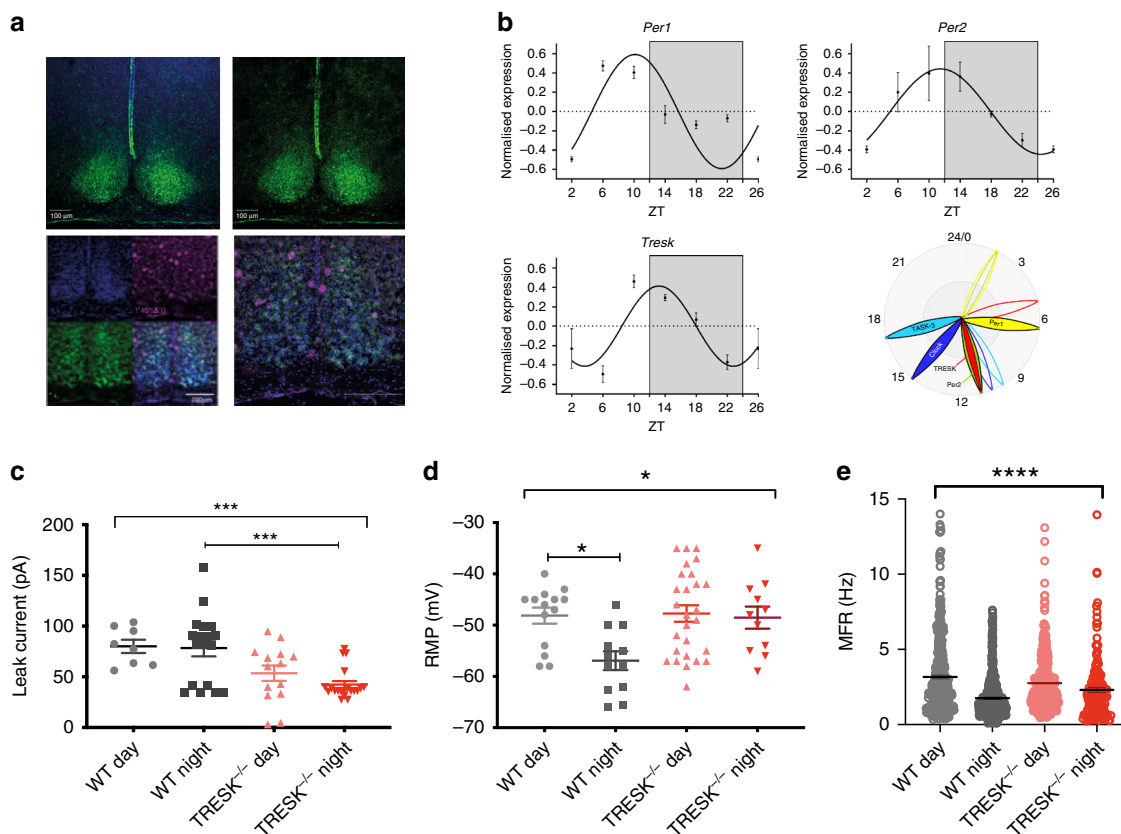 a
100 µm
100 µm
b
Per1
Normalised expression
0.6
0.4
0.2
0.0
−0.2
−0.4
−0.6
2 6 10 14 18 22 26
ZT
Per2
Normalised expression
0.6
0.4
0.2
0.0
−0.2
−0.4
−0.6
2 6 10 14 18 22 26
ZT
Tresk
Normalised expression
0.6
0.4
0.2
0.0
−0.2
−0.4
−0.6
2 6 10 14 18 22 26
ZT
24/0
21
3
18
6
TASK-3
Per1
Clock
TRESK
Per2
15
9
12
c
***
***
Leak current (pA)
200
150
100
50
0
WT day
WT night
TRESK−/− day
TRESK−/− night
d
*
*
RMP (mV)
−30
−40
−50
−60
−70
WT day
WT night
TRESK−/− day
TRESK−/− night
e
****
MFR (Hz)
15
10
5
0
WT day
WT night
TRESK−/− day
TRESK−/− night